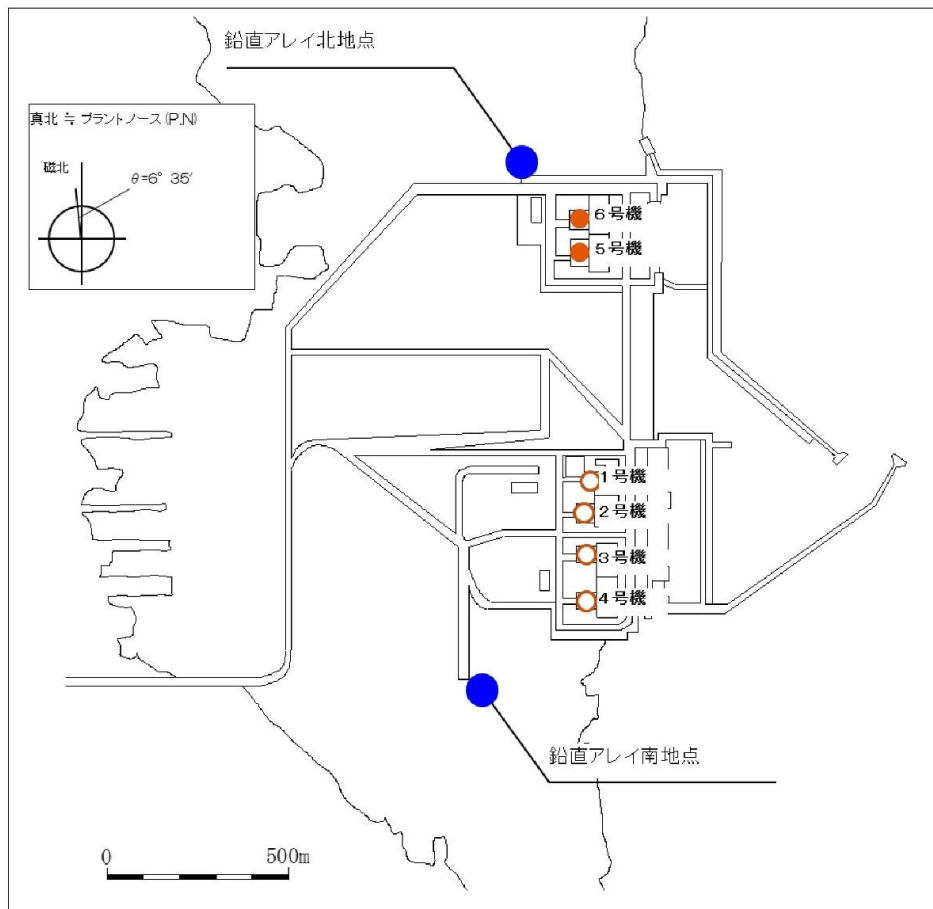 鉛直アレイ北地点
真北 ≒ プラントノース(P.N)
磁北
θ=6° 35′
6号機
5号機
1号機
2号機
3号機
4号機
鉛直アレイ南地点
0 500m